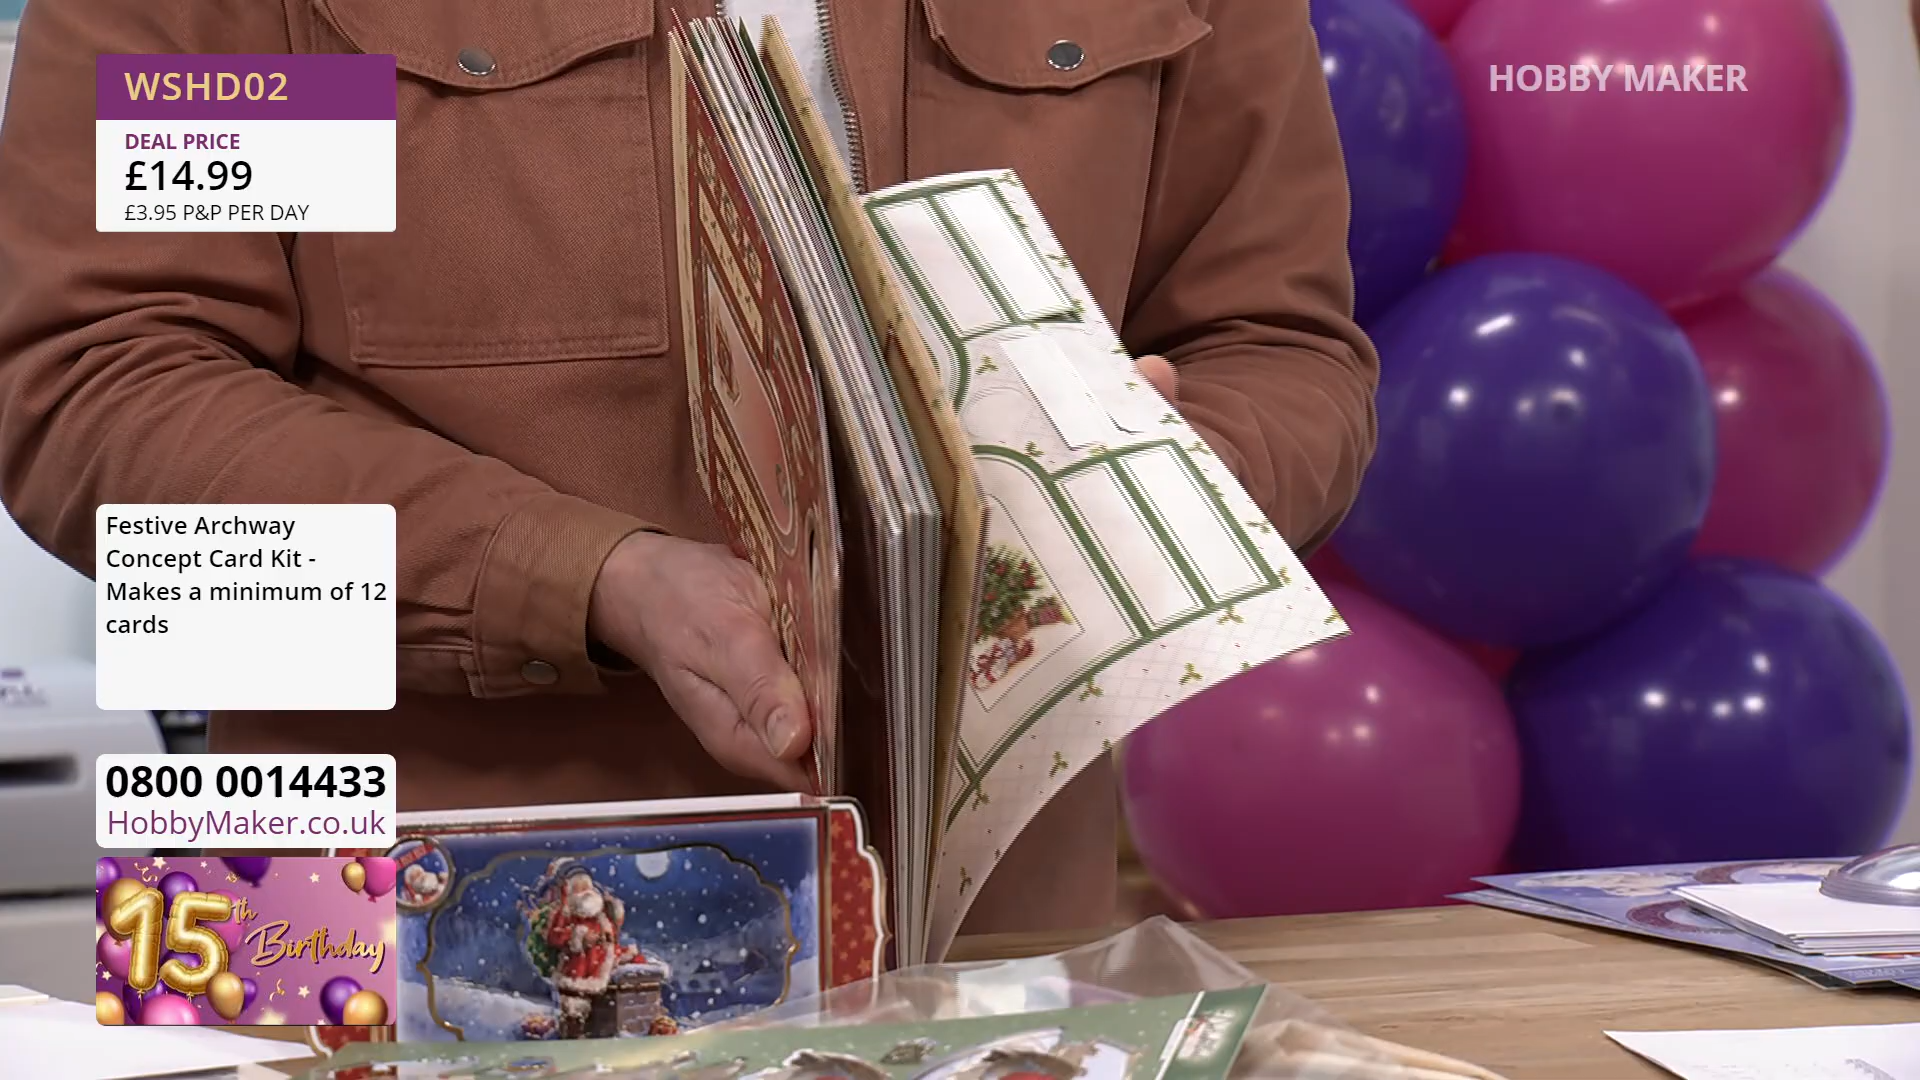 WSHD02
DEAL PRICE
£14.99
£3.95 P&P PER DAY
HOBBY MAKER
Festive Archway
Concept Card Kit -
Makes a minimum of 12
cards
0800 0014433
HobbyMaker.co.uk
15th
Birthday